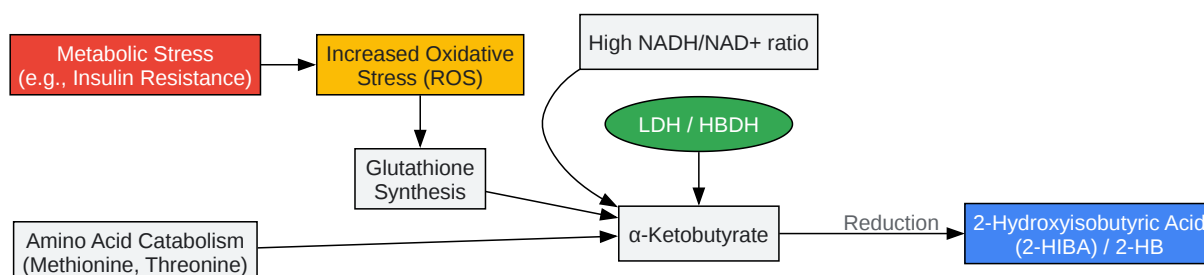 Metabolic Stress
(e.g., Insulin Resistance)
Increased Oxidative
Stress (ROS)
High NADH/NAD+ ratio
LDH / HBDH
Glutathione
Synthesis
Amino Acid Catabolism
(Methionine, Threonine)
α-Ketobutyrate
Reduction
2-Hydroxyisobutyric Acid
(2-HIBA) / 2-HB